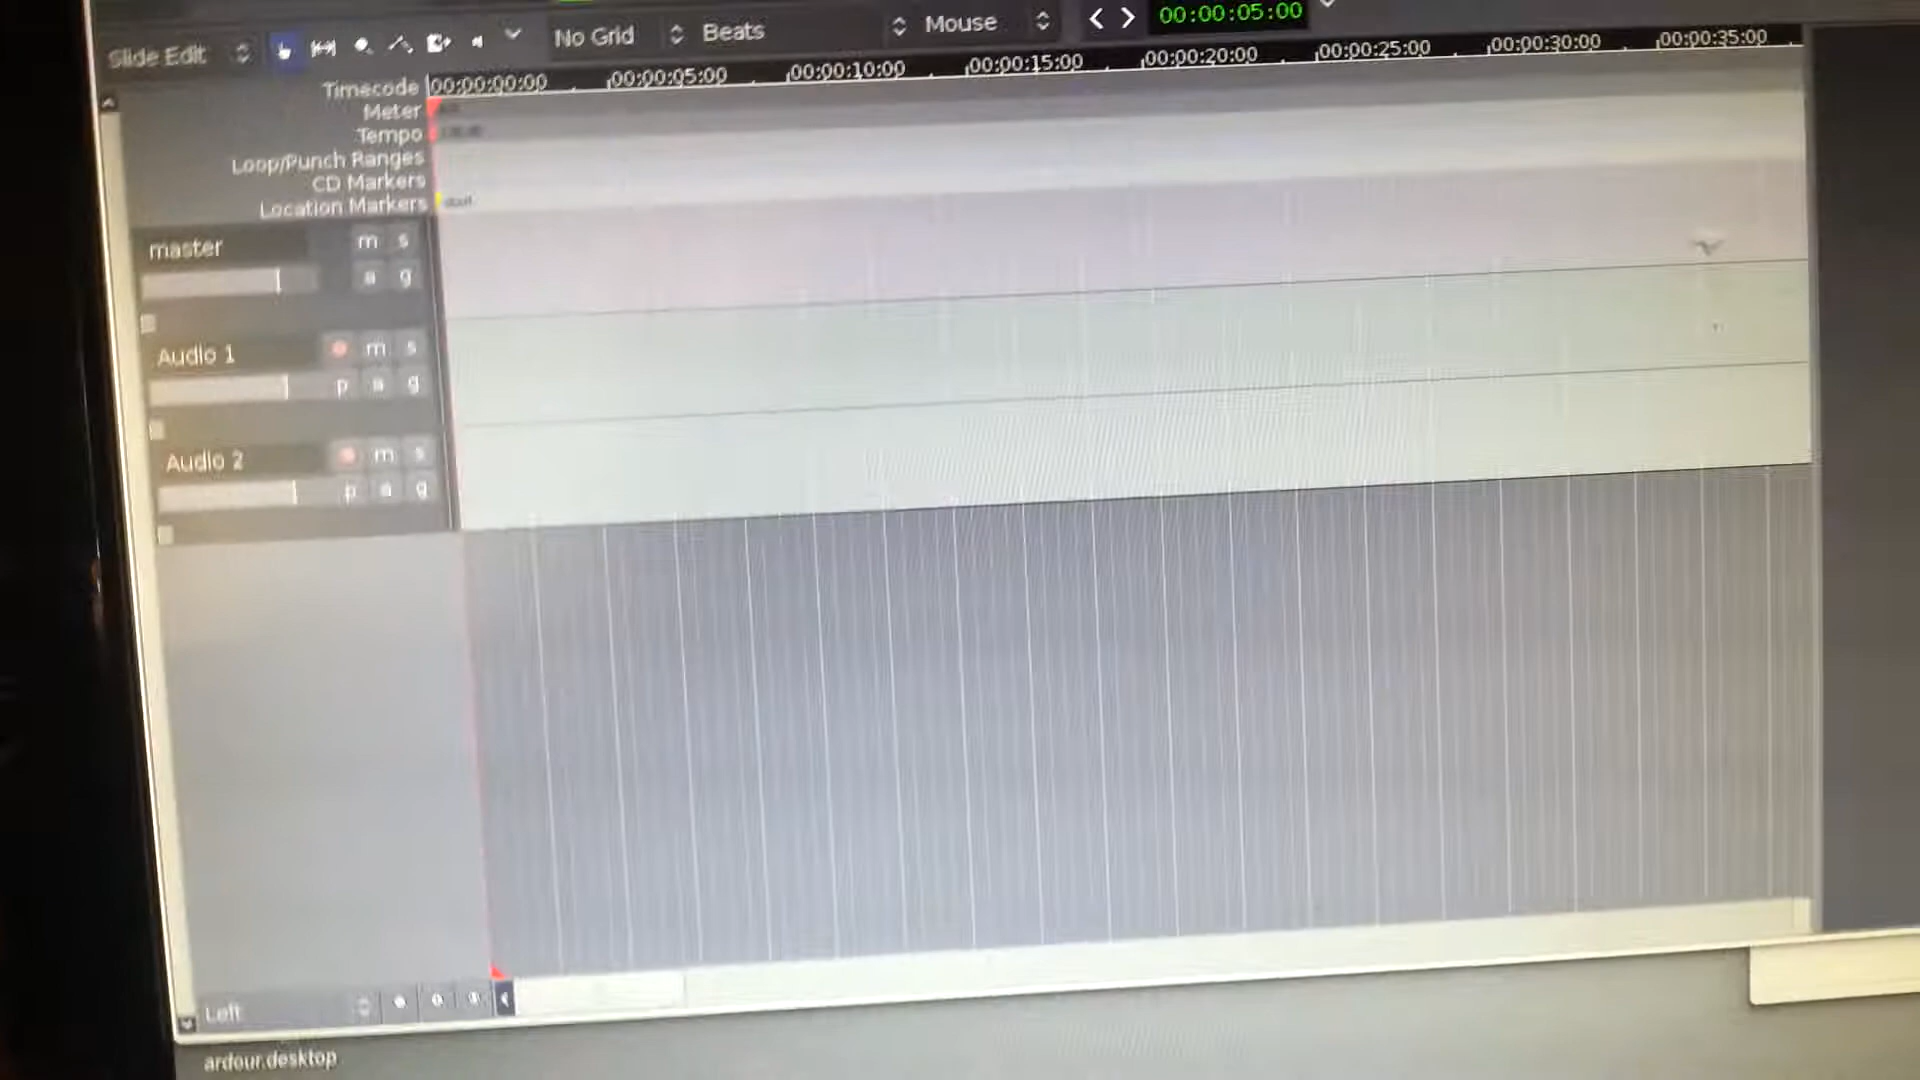 Slide Edit No Grid Beats Mouse 00:00:05:00
Timecode 00:00:00:00 00:00:05:00 00:00:10:00 00:00:15:00 00:00:20:00 00:00:25:00 00:00:30:00 00:00:35:00
Meter
Tempo
Loop/Punch Ranges
CD Markers
Location Markers start
master m s
a g
Audio 1 m s
p a g
Audio 2 m s
p a g
Left
ardour.desktop